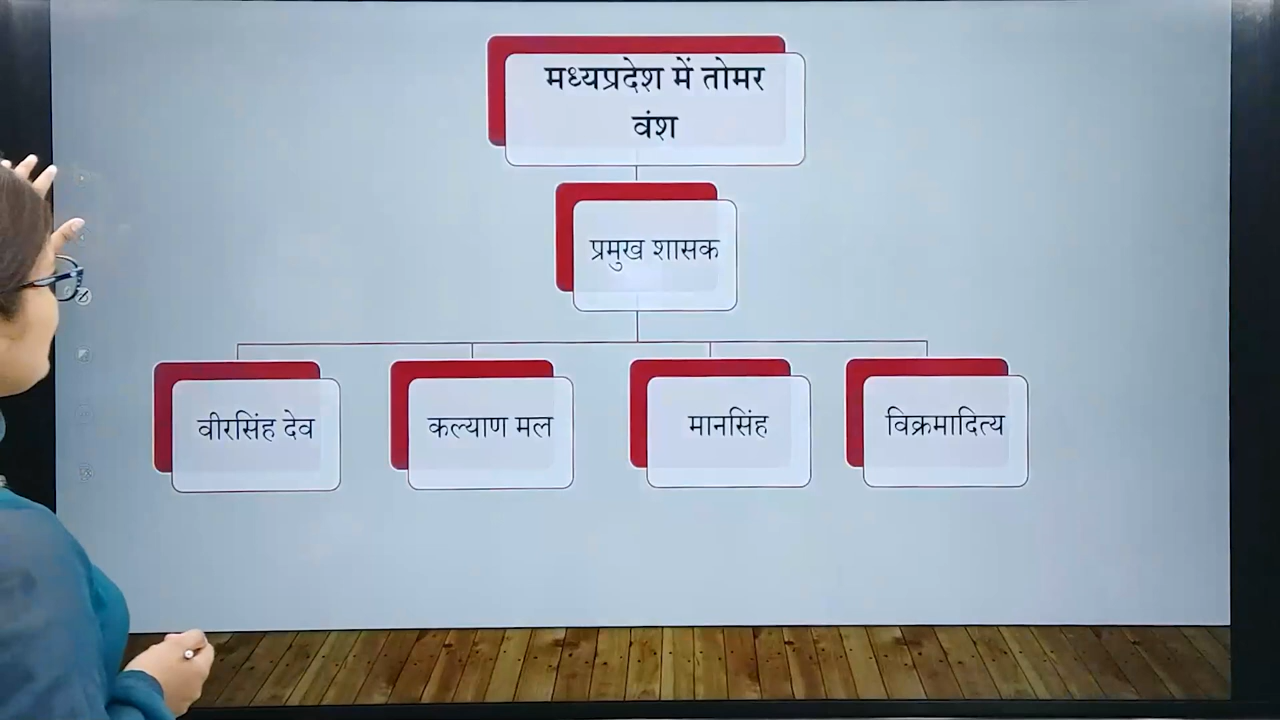 मध्यप्रदेश में तोमर
वंश
प्रमुख शासक
वीरसिंह देव
कल्याण मल
मानसिंह
विक्रमादित्य